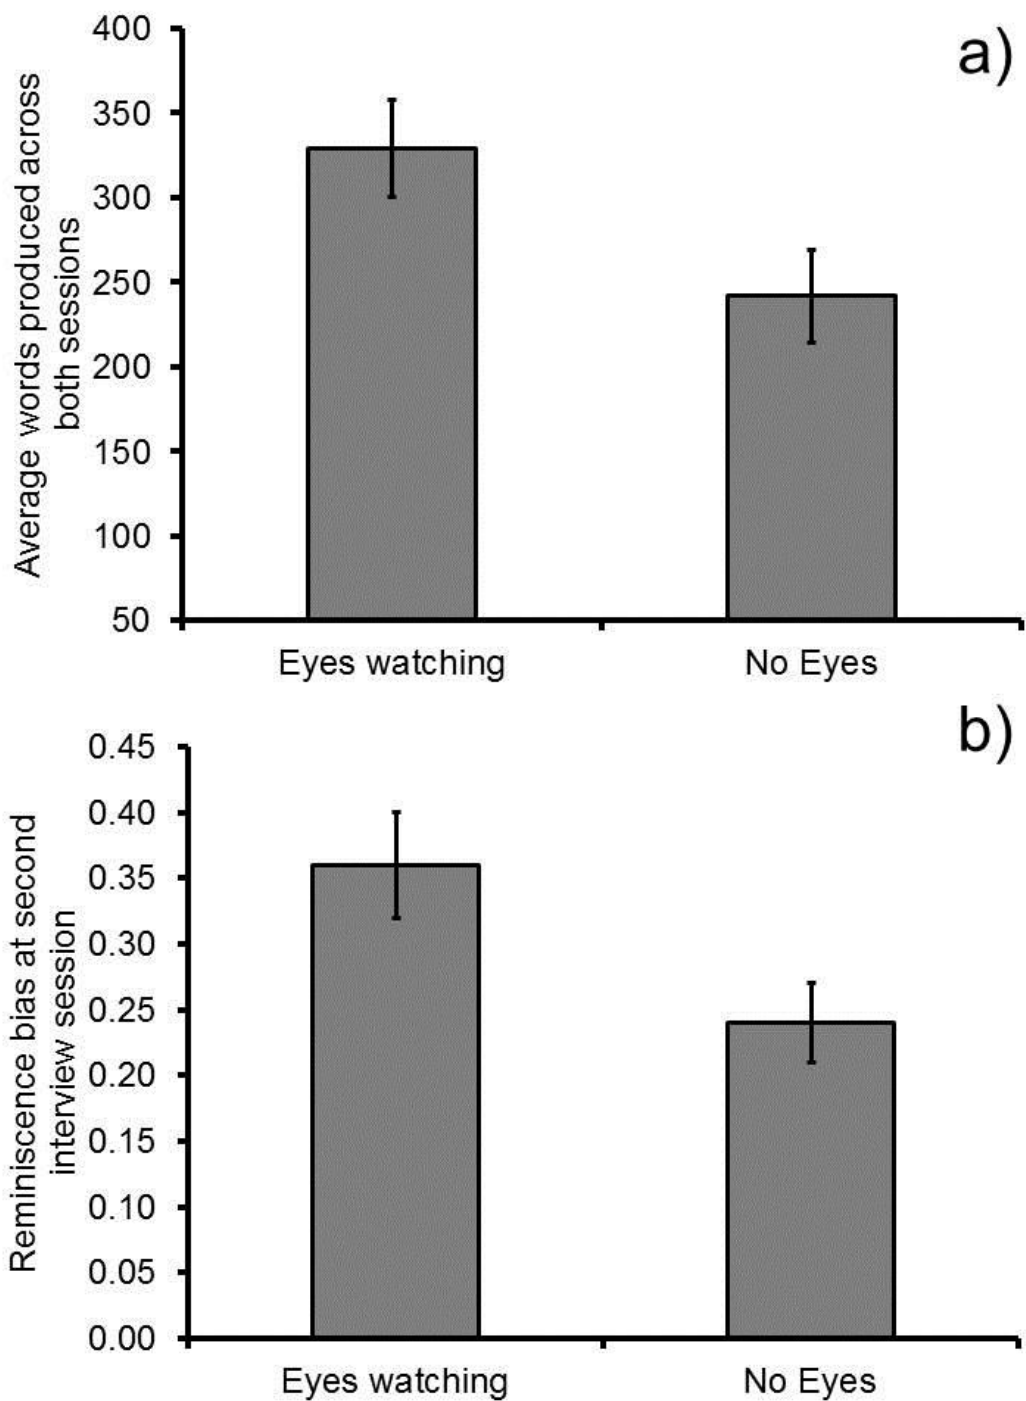 a)
Average words produced across
both sessions
400
350
300
250
200
150
100
50
Eyes watching
No Eyes
b)
Reminiscence bias at second
interview session
0.45
0.40
0.35
0.30
0.25
0.20
0.15
0.10
0.05
0.00
Eyes watching
No Eyes